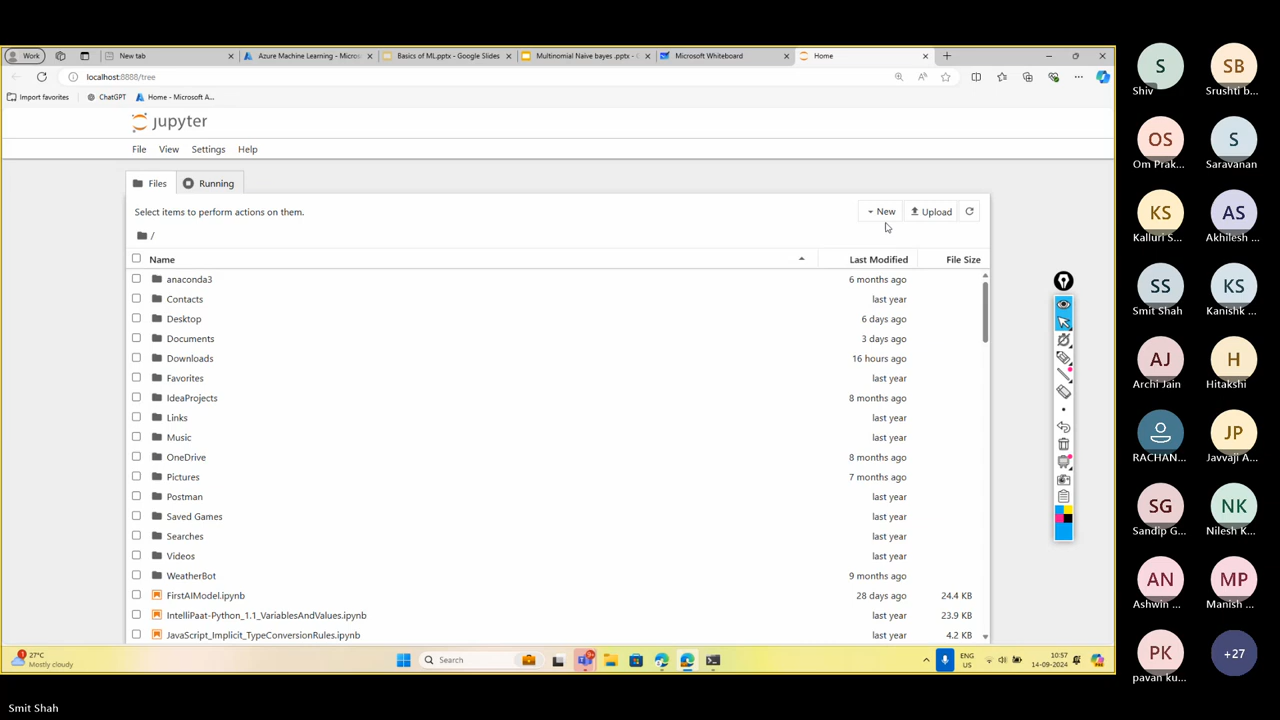 Work
New tab
Azure Machine Learning - Micros
Basics of ML.pptx - Google Slides
Multinomial Naive bayes .pptx - G
Microsoft Whiteboard
Home
localhost:8888/tree
Import favorites
ChatGPT
Home - Microsoft A...
jupyter
File View Settings Help
Files
Running
Select items to perform actions on them.
New
Upload
/
Name Last Modified File Size
anaconda3 6 months ago
Contacts last year
Desktop 6 days ago
Documents 3 days ago
Downloads 16 hours ago
Favorites last year
IdeaProjects 8 months ago
Links last year
Music last year
OneDrive 8 months ago
Pictures 7 months ago
Postman last year
Saved Games last year
Searches last year
Videos last year
WeatherBot 9 months ago
FirstAIModel.ipynb 28 days ago 24.4 KB
IntelliPaat-Python_1.1_VariablesAndValues.ipynb last year 23.9 KB
JavaScript_Implicit_TypeConversionRules.ipynb last year 4.2 KB
27°C
Mostly cloudy
Search
ENG
US
10:57
14-09-2024
S
Shiv
SB
Srushti b...
OS
Om Prak...
S
Saravanan
KS
Kalluri S...
AS
Akhilesh ...
SS
Smit Shah
KS
Kanishk ...
AJ
Archi Jain
H
Hitakshi
RACHAN...
JP
Javvaji A...
SG
Sandip G...
NK
Nilesh K...
AN
Ashwin ...
MP
Manish ...
PK
pavan ku...
+27
Smit Shah